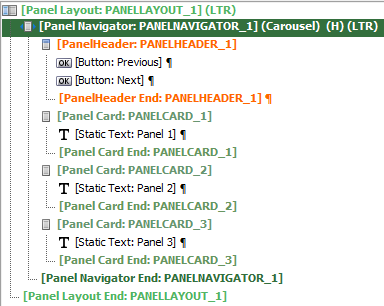 [Panel Layout: PANELLAYOUT_1] (LTR)
[Panel Navigator: PANELNAVIGATOR_1] (Carousel) (H) (LTR)
[PanelHeader: PANELHEADER_1]
OK [Button: Previous] ¶
OK [Button: Next] ¶
[PanelHeader End: PANELHEADER_1] ¶
[Panel Card: PANELCARD_1]
T [Static Text: Panel 1] ¶
[Panel Card End: PANELCARD_1]
[Panel Card: PANELCARD_2]
T [Static Text: Panel 2] ¶
[Panel Card End: PANELCARD_2]
[Panel Card: PANELCARD_3]
T [Static Text: Panel 3] ¶
[Panel Card End: PANELCARD_3]
[Panel Navigator End: PANELNAVIGATOR_1]
[Panel Layout End: PANELLAYOUT_1]